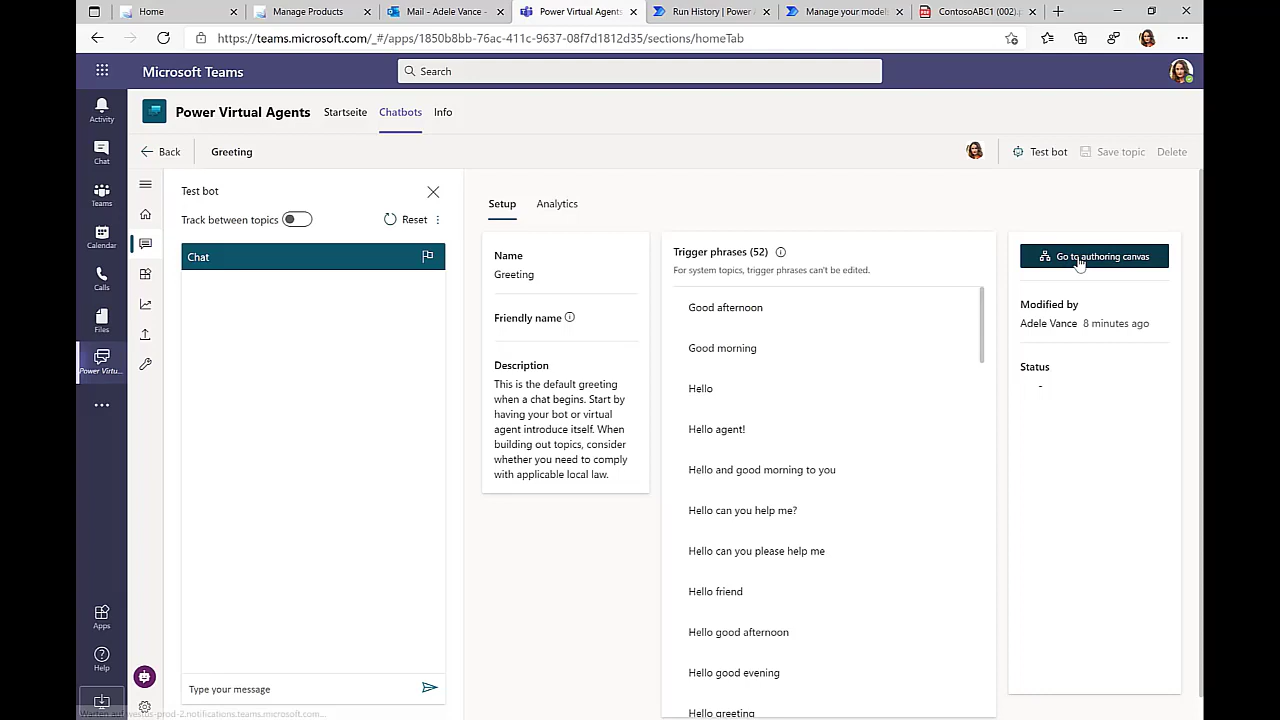 Home
Manage Products
Mail - Adele Vance -
Power Virtual Agents
Run History | Power
Manage your models
ContosoABC1 (002).p
https://teams.microsoft.com/_#/apps/1850b8bb-76ac-411c-9637-08f7d1812d35/sections/homeTab
Microsoft Teams
Search
Activity
Chat
Teams
Calendar
Calls
Files
Power Virtu...
Apps
Help
Power Virtual Agents
Startseite
Chatbots
Info
Back
Greeting
Test bot
Save topic
Delete
Test bot
Track between topics
Reset
Chat
Type your message
Setup
Analytics
Name
Greeting
Friendly name
Description
This is the default greeting
when a chat begins. Start by
having your bot or virtual
agent introduce itself. When
building out topics, consider
whether you need to comply
with applicable local law.
Trigger phrases (52)
For system topics, trigger phrases can't be edited.
Good afternoon
Good morning
Hello
Hello agent!
Hello and good morning to you
Hello can you help me?
Hello can you please help me
Hello friend
Hello good afternoon
Hello good evening
Hello greeting
Go to authoring canvas
Modified by
Adele Vance 8 minutes ago
Status
-